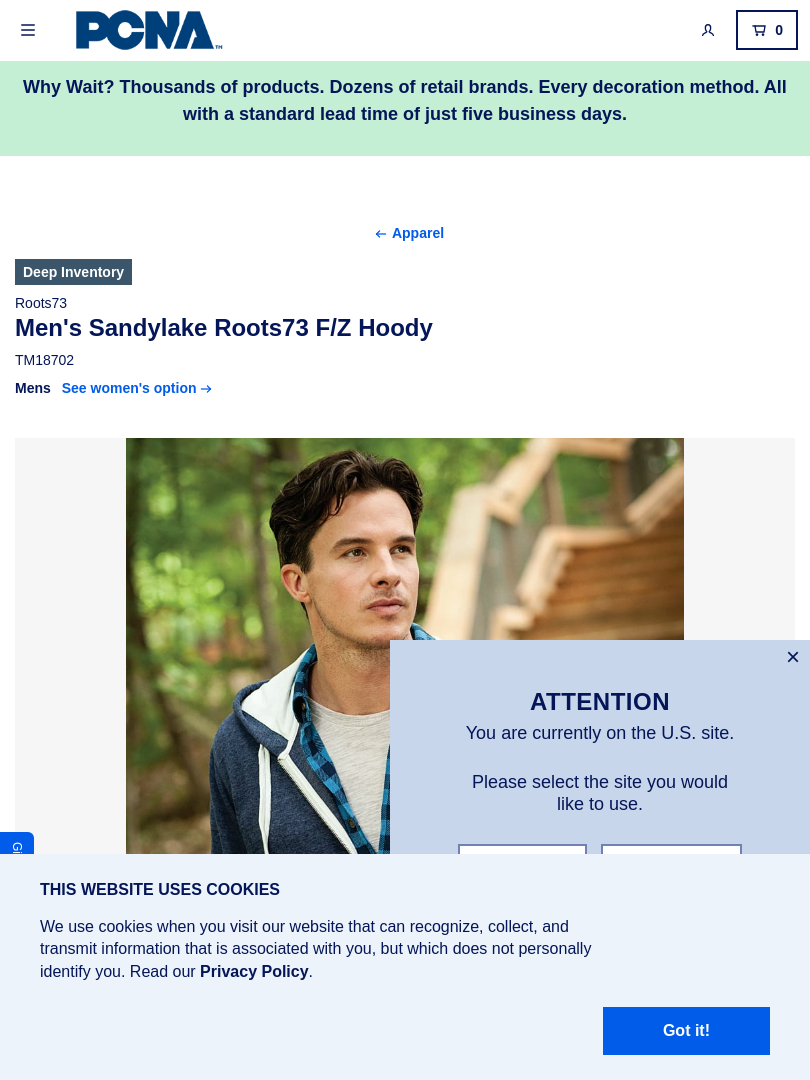 PCNA™
0
Why Wait? Thousands of products. Dozens of retail brands. Every decoration method. All
with a standard lead time of just five business days.
← Apparel
Deep Inventory
Roots73
Men's Sandylake Roots73 F/Z Hoody
TM18702
Mens See women's option →
ATTENTION
You are currently on the U.S. site.
Please select the site you would
like to use.
THIS WEBSITE USES COOKIES
We use cookies when you visit our website that can recognize, collect, and
transmit information that is associated with you, but which does not personally
identify you. Read our Privacy Policy.
Got it!